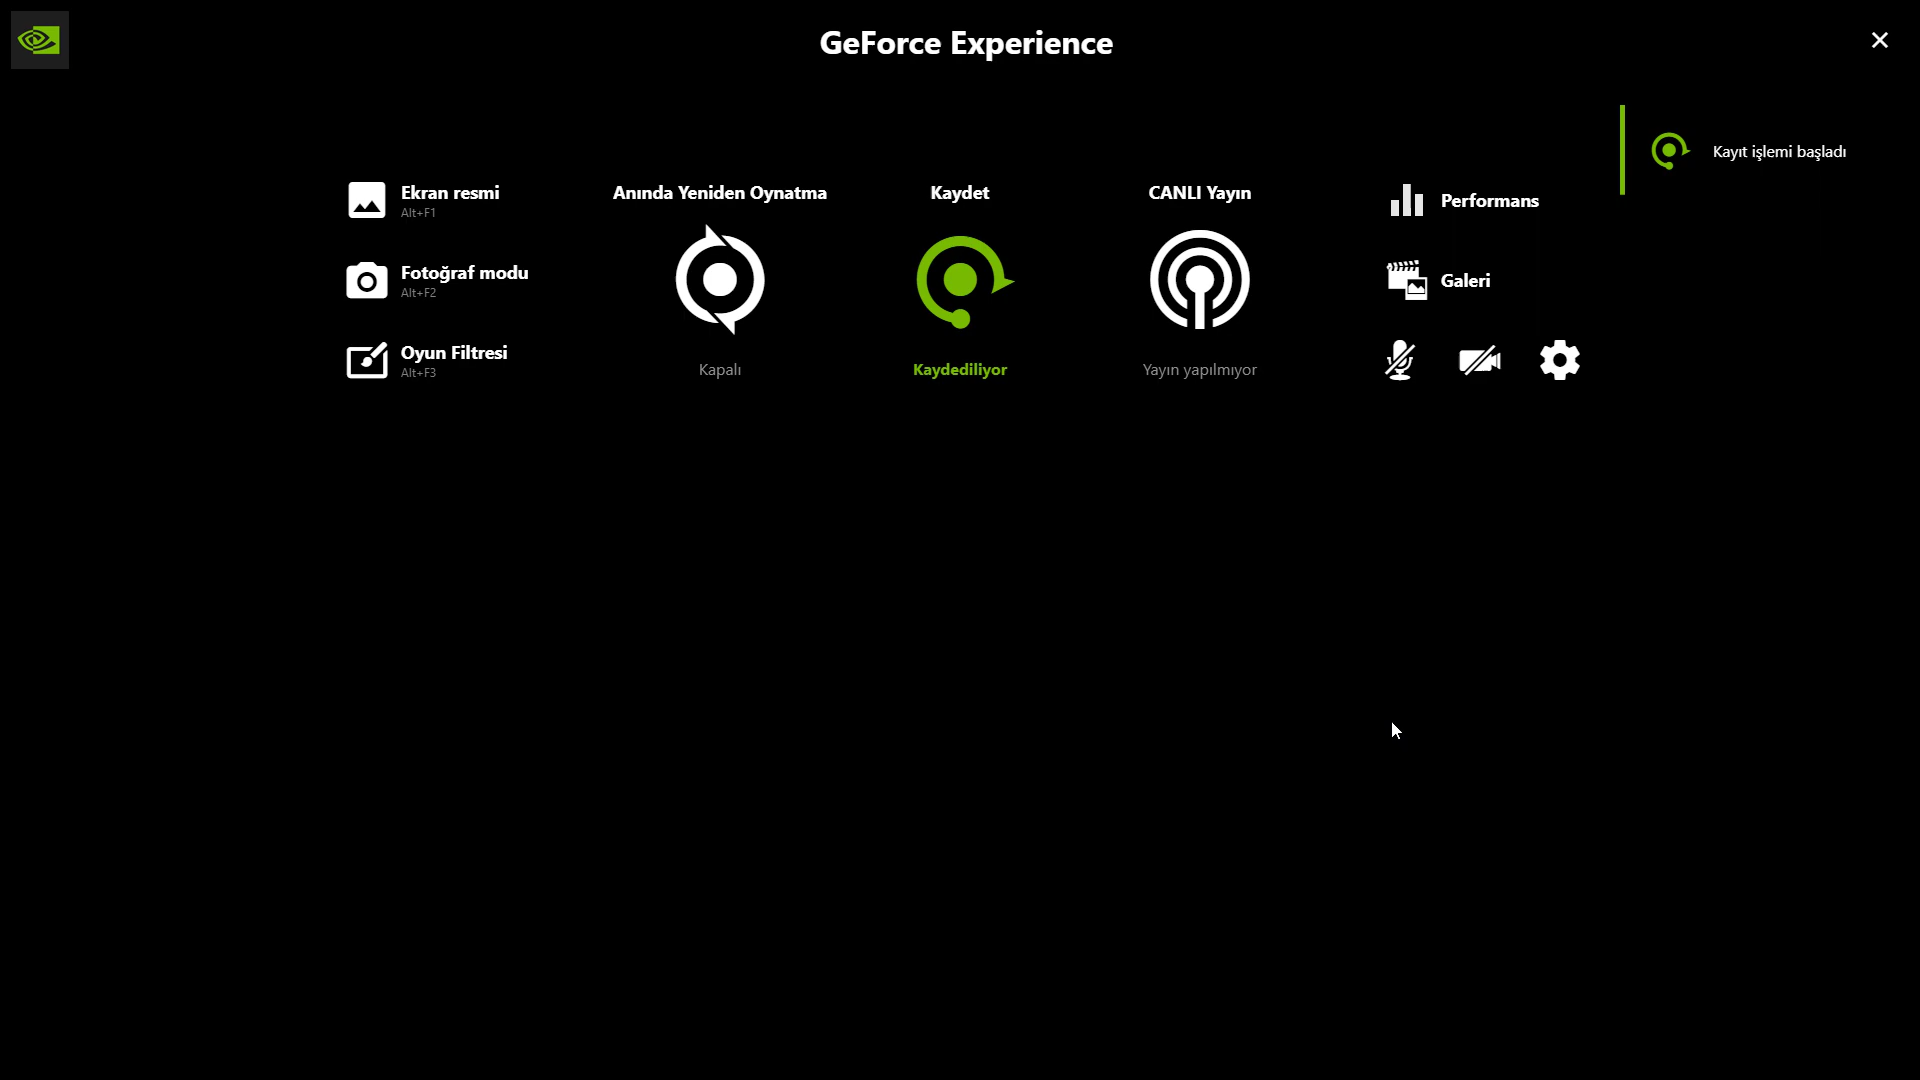 GeForce Experience
Kayıt işlemi başladı
Ekran resmi
Alt+F1
Fotoğraf modu
Alt+F2
Oyun Filtresi
Alt+F3
Anında Yeniden Oynatma
Kapalı
Kaydet
Kaydediliyor
CANLI Yayın
Yayın yapılmıyor
Performans
Galeri